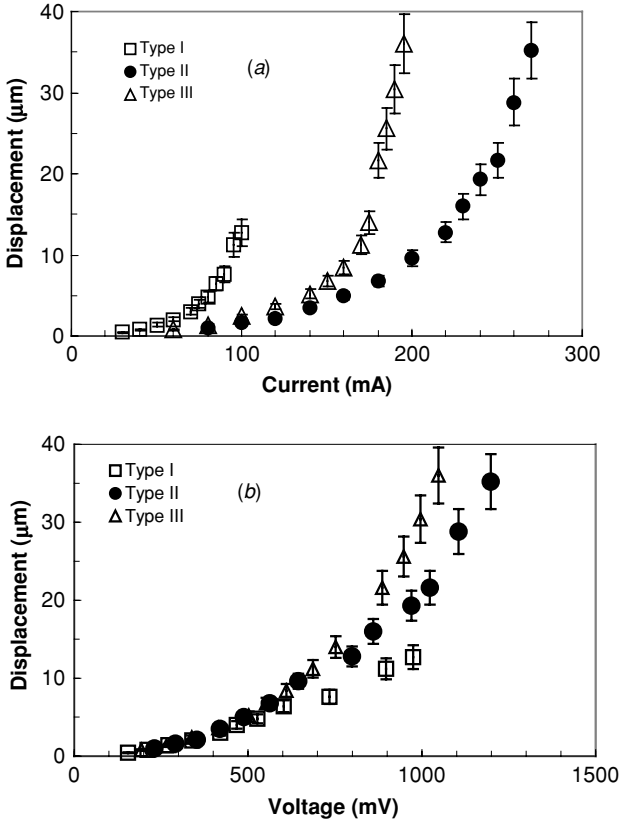 40
30
20
10
0
Displacement (μm)
Type I
Type II
Type III
(a)
0 100 200 300
Current (mA)
40
30
20
10
0
Displacement (μm)
Type I
Type II
Type III
(b)
0 500 1000 1500
Voltage (mV)